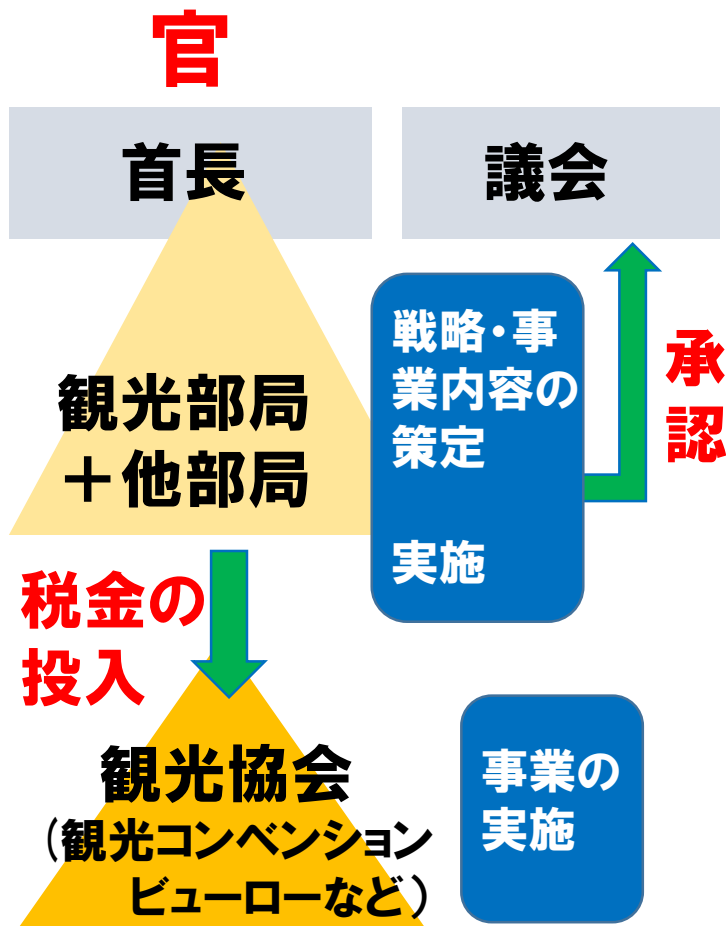 官
首長
議会
戦略・事
業内容の
策定
実施
承
認
観光部局
＋他部局
税金の
投入
観光協会
(観光コンベンション
ビューローなど)
事業の
実施